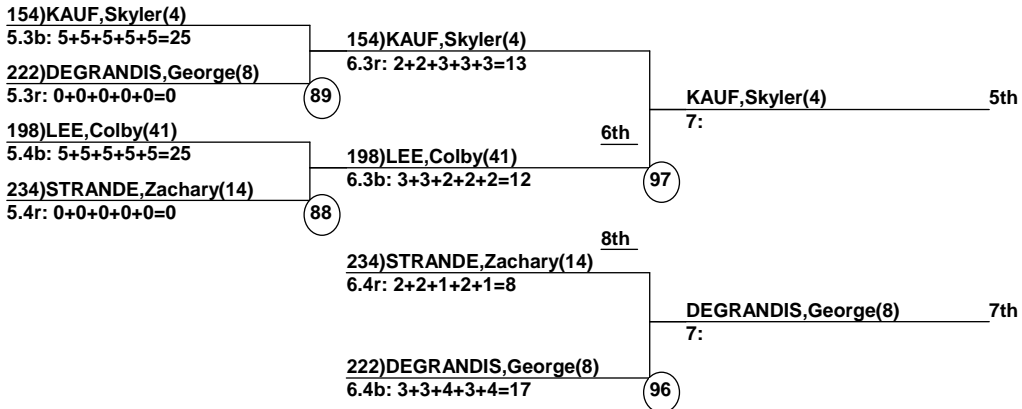 154)KAUF,Skyler(4)
5.3b: 5+5+5+5+5=25
222)DEGRANDIS,George(8)
5.3r: 0+0+0+0+0=0
89
198)LEE,Colby(41)
5.4b: 5+5+5+5+5=25
234)STRANDE,Zachary(14)
5.4r: 0+0+0+0+0=0
88
154)KAUF,Skyler(4)
6.3r: 2+2+3+3+3=13
6th
198)LEE,Colby(41)
6.3b: 3+3+2+2+2=12
97
KAUF,Skyler(4) 5th
7:
8th
234)STRANDE,Zachary(14)
6.4r: 2+2+1+2+1=8
222)DEGRANDIS,George(8)
6.4b: 3+3+4+3+4=17
96
DEGRANDIS,George(8) 7th
7: